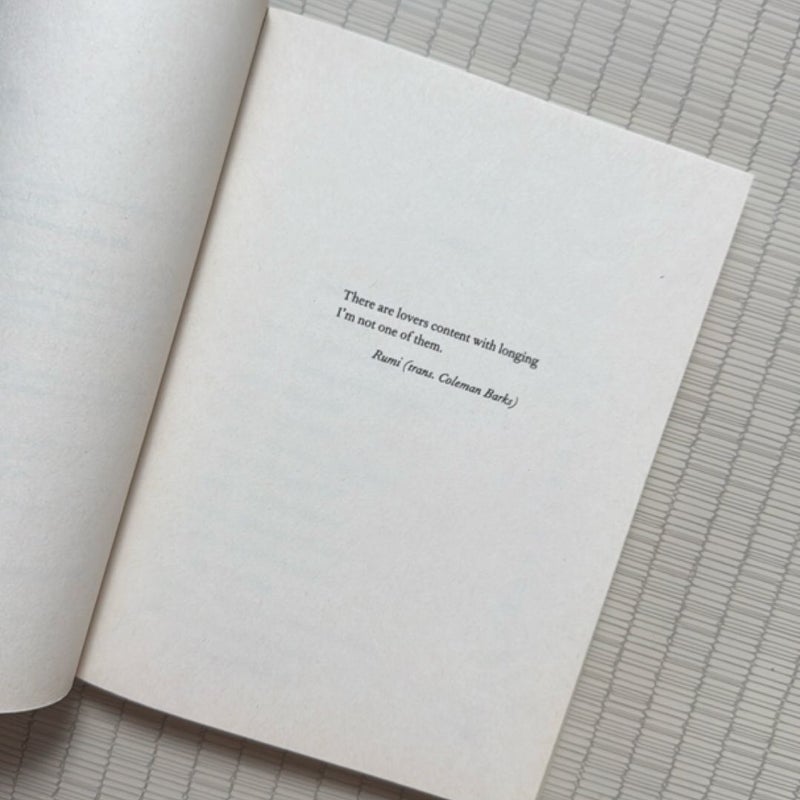 There are lovers content with longing
I'm not one of them.
Rumi (trans. Coleman Barks)